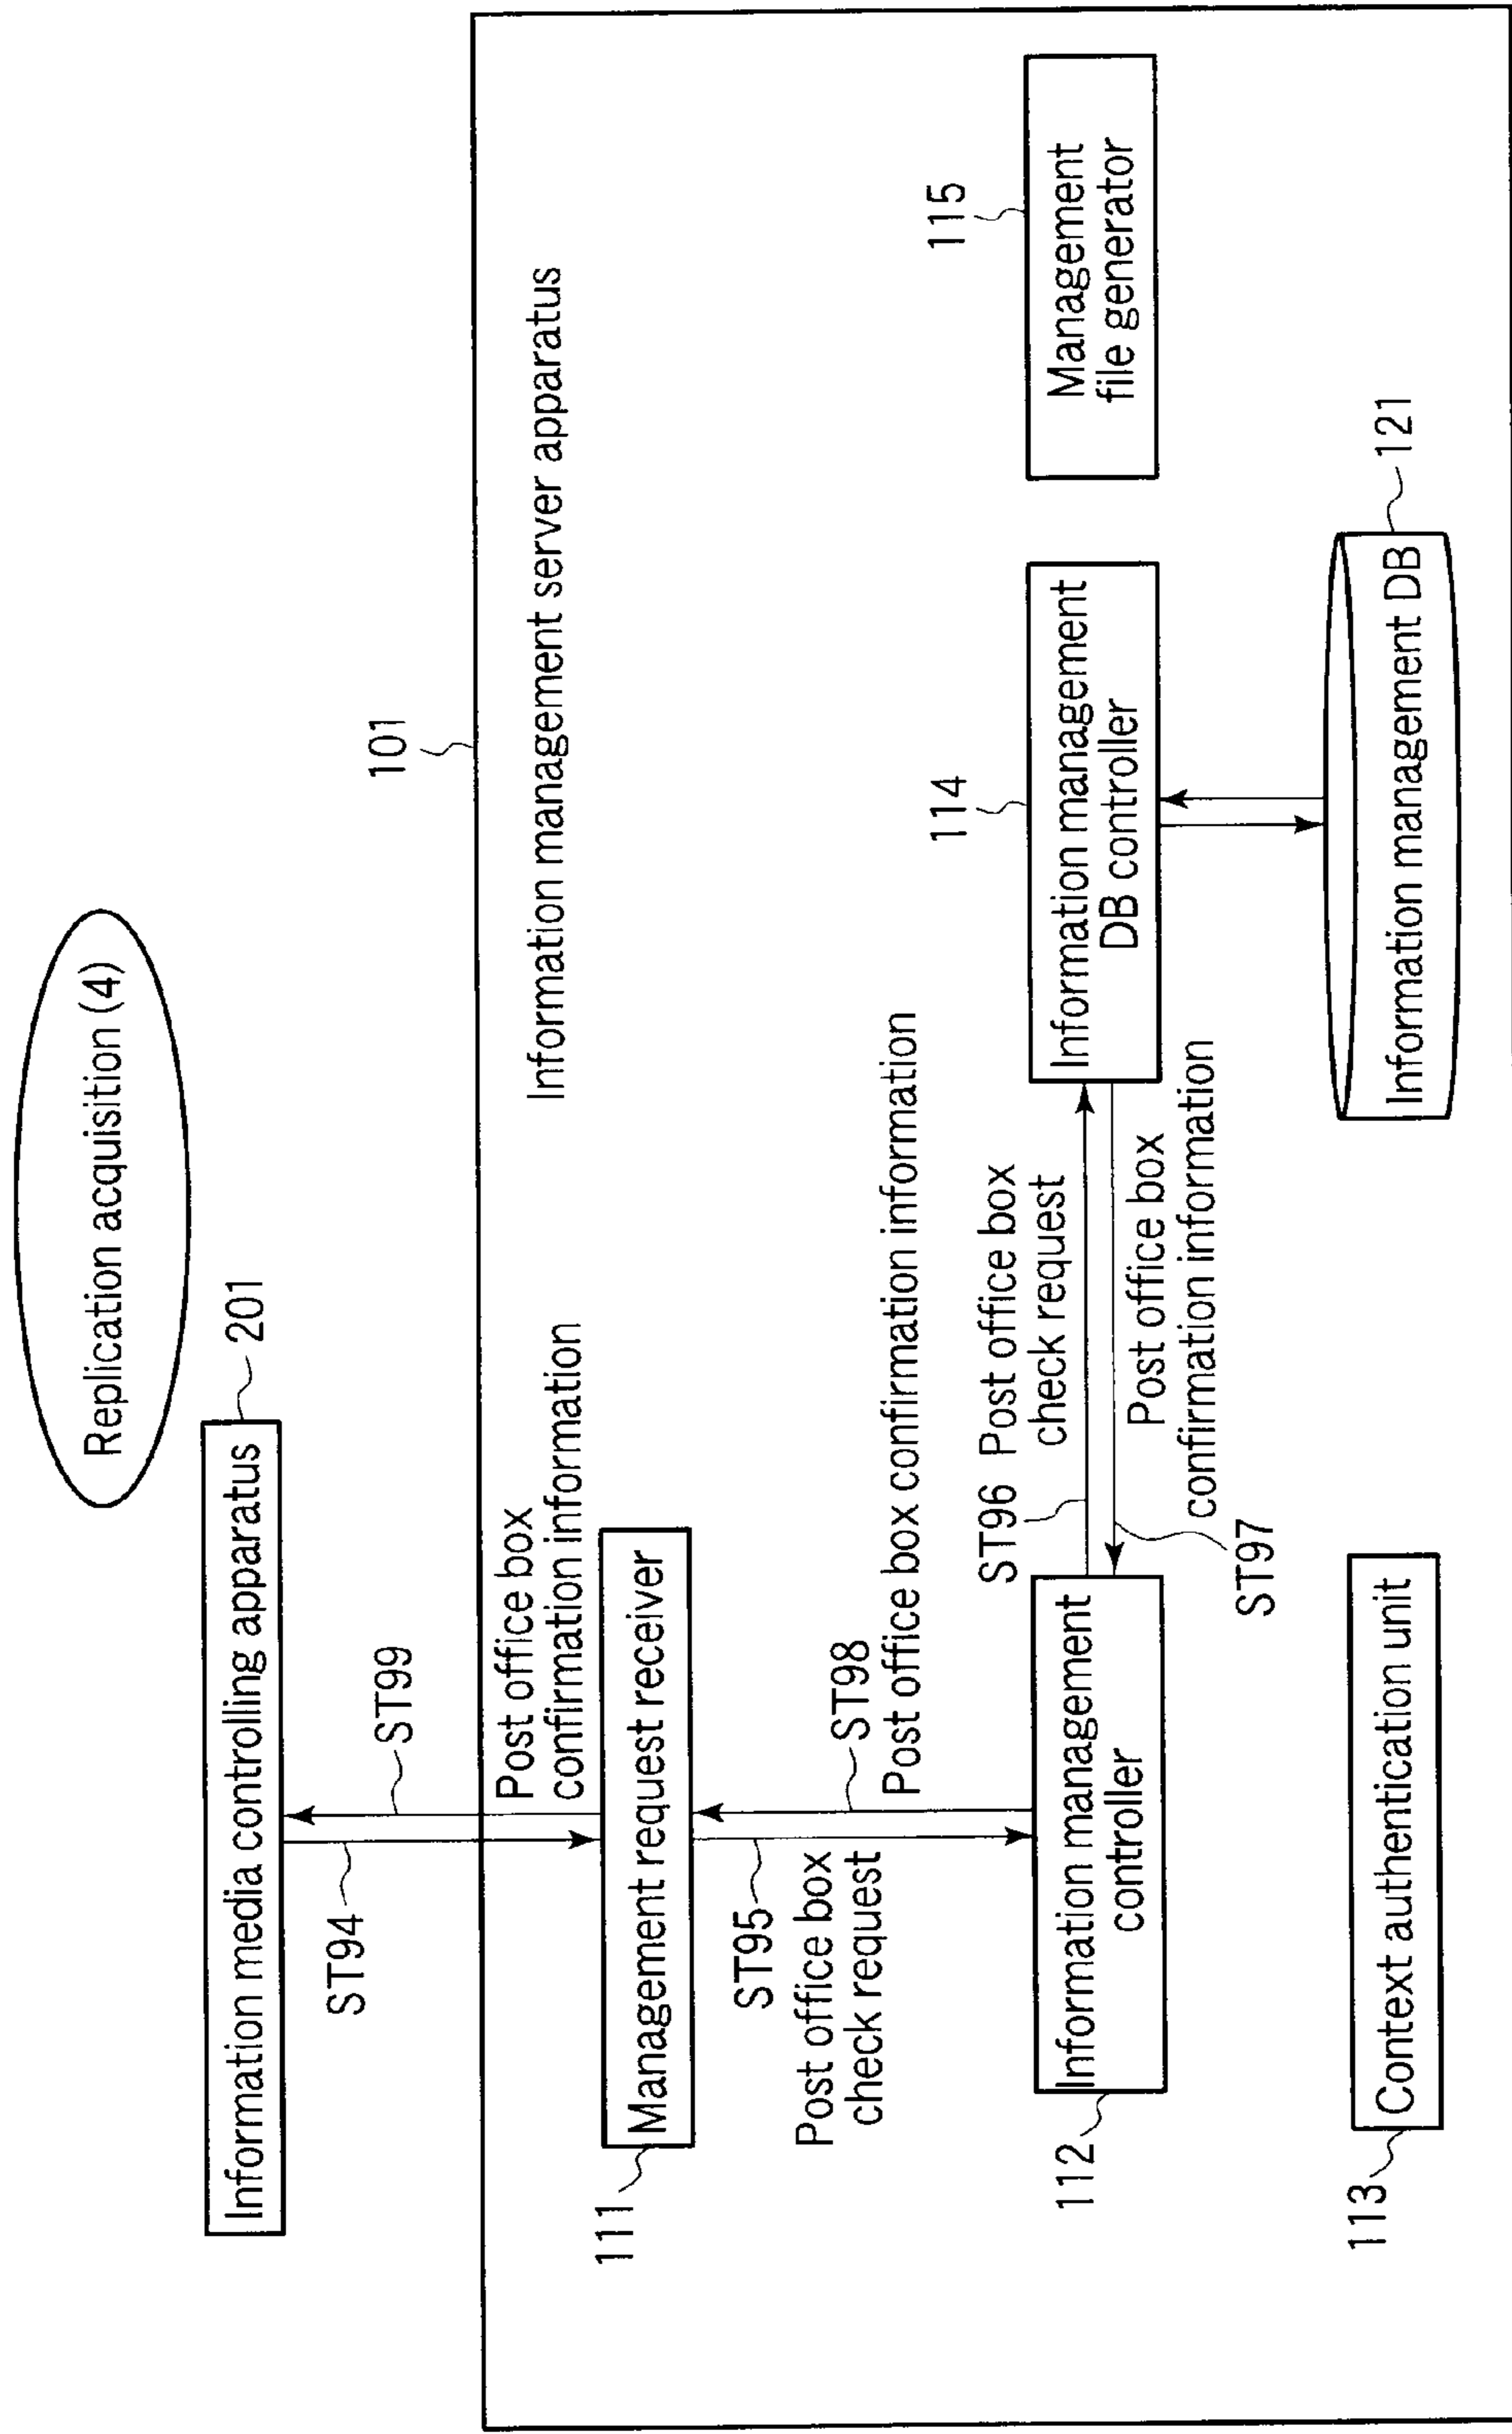 Replication acquisition (4)
Information media controlling apparatus
201
ST94
ST99
101
Information management server apparatus
Post office box
confirmation information
111
Management request receiver
ST95
Post office box
check request
ST98
Post office box confirmation information
112
Information management
controller
ST96 Post office box
check request
Post office box
confirmation information
ST97
114
Information management
DB controller
115
Management
file generator
113
Context authentication unit
Information management DB
121